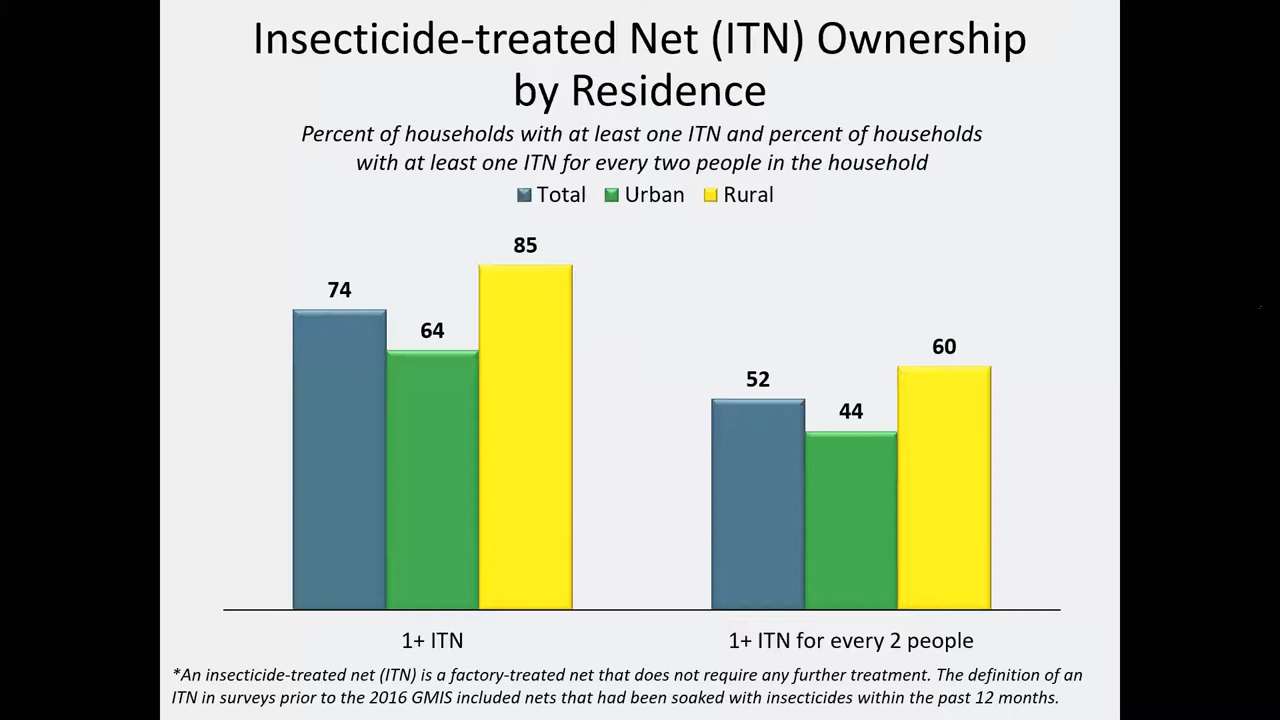 Insecticide-treated Net (ITN) Ownership
by Residence
Percent of households with at least one ITN and percent of households
with at least one ITN for every two people in the household
Total Urban Rural
85
74
64
60
52
44
1+ ITN
1+ ITN for every 2 people
*An insecticide-treated net (ITN) is a factory-treated net that does not require any further treatment. The definition of an
ITN in surveys prior to the 2016 GMIS included nets that had been soaked with insecticides within the past 12 months.